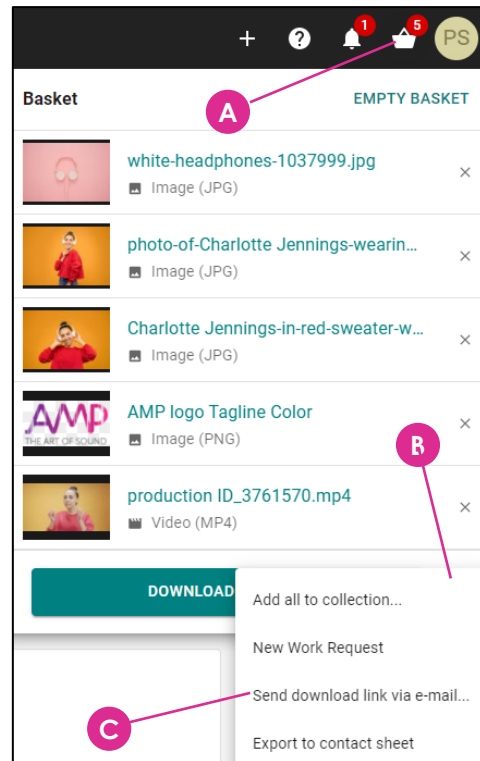 1
5
PS
A
Basket
EMPTY BASKET
white-headphones-1037999.jpg
Image (JPG)
photo-of-Charlotte Jennings-wearin...
Image (JPG)
Charlotte Jennings-in-red-sweater-w...
Image (JPG)
AMP
THE ART OF SOUND
AMP logo Tagline Color
Image (PNG)
B
production ID_3761570.mp4
Video (MP4)
DOWNLOAD
Add all to collection...
New Work Request
Send download link via e-mail...
C
Export to contact sheet